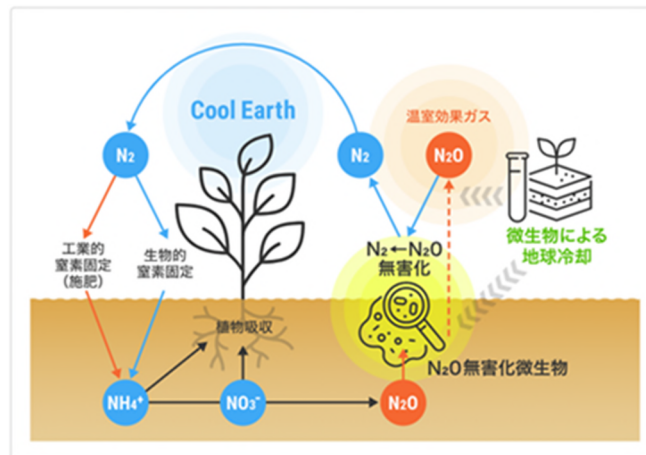 Cool Earth
温室効果ガス
N₂
N₂
N₂O
工業的
窒素固定
(施肥)
生物的
窒素固定
N₂←N₂O
無害化
微生物による
地球冷却
植物吸収
N₂O無害化微生物
NH₄⁺
NO₃⁻
N₂O